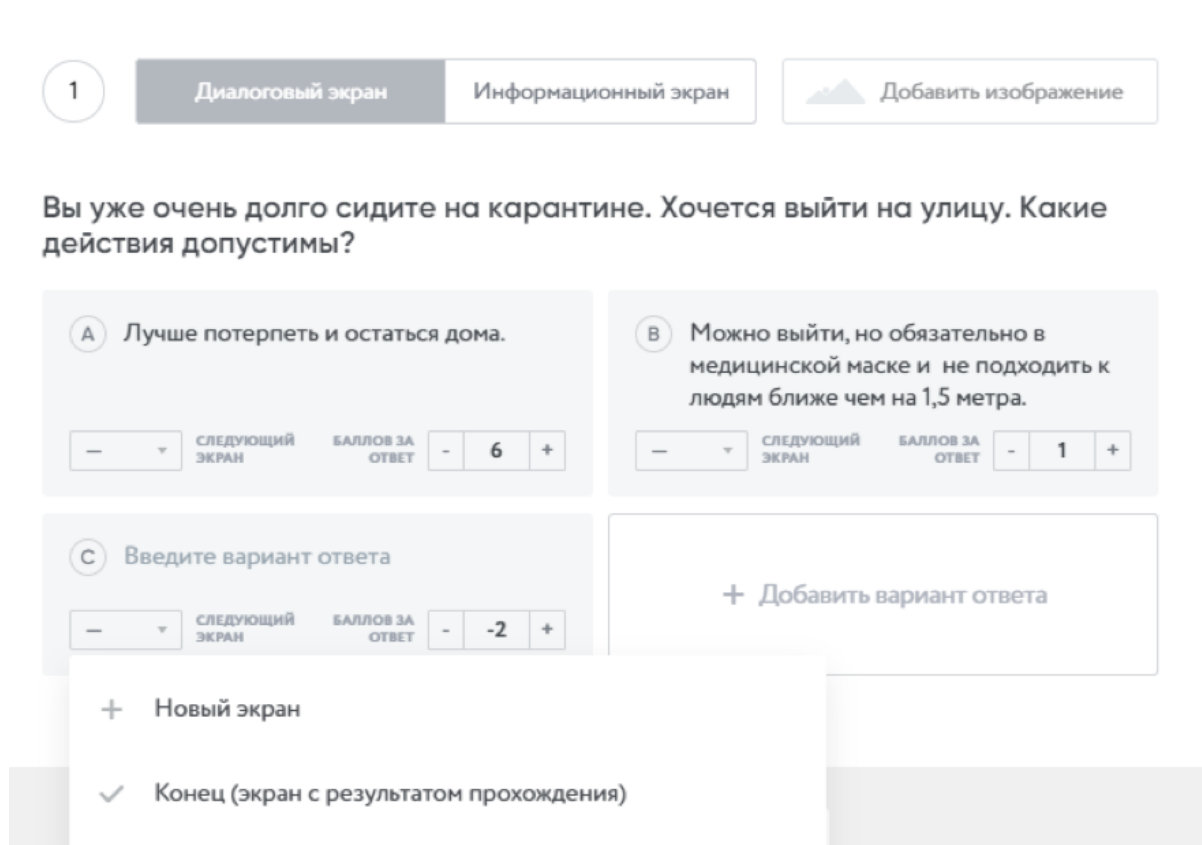 1
Диалоговый экран
Информационный экран
Добавить изображение
Вы уже очень долго сидите на карантине. Хочется выйти на улицу. Какие
действия допустимы?
A Лучше потерпеть и остаться дома.
— СЛЕДУЮЩИЙ ЭКРАН БАЛЛОВ ЗА ОТВЕТ - 6 +
B Можно выйти, но обязательно в
медицинской маске и не подходить к
людям ближе чем на 1,5 метра.
— СЛЕДУЮЩИЙ ЭКРАН БАЛЛОВ ЗА ОТВЕТ - 1 +
C Введите вариант ответа
— СЛЕДУЮЩИЙ ЭКРАН БАЛЛОВ ЗА ОТВЕТ - -2 +
+ Добавить вариант ответа
+ Новый экран
Конец (экран с результатом прохождения)